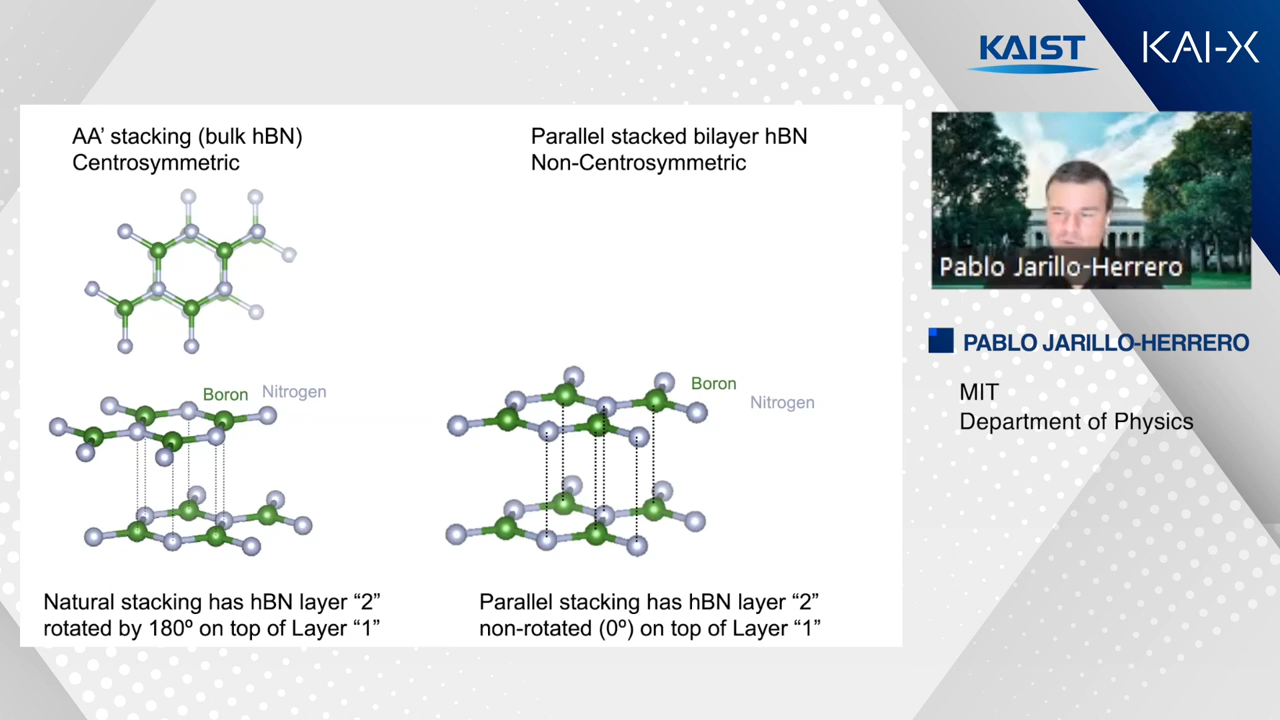 KAIST
KAI-X
AA’ stacking (bulk hBN)
Centrosymmetric
Parallel stacked bilayer hBN
Non-Centrosymmetric
Boron
Nitrogen
Boron
Nitrogen
Natural stacking has hBN layer “2”
rotated by 180º on top of Layer “1”
Parallel stacking has hBN layer “2”
non-rotated (0º) on top of Layer “1”
Pablo Jarillo-Herrero
PABLO JARILLO-HERRERO
MIT
Department of Physics